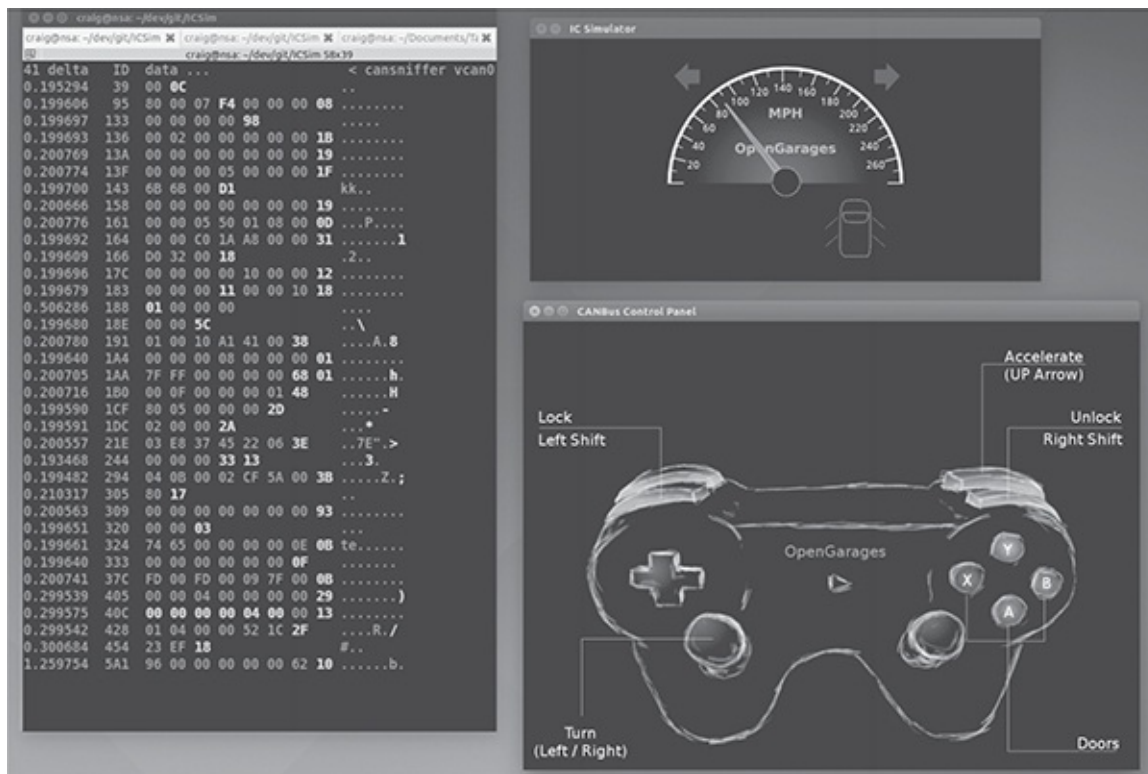 craig@nsa: ~/dev/git/ICSim
craig@nsa: ~/dev/git/ICSim ✖ craig@nsa: ~/dev/git/ICSim ✖ craig@nsa: ~/Documents/Ta ✖
craig@nsa: ~/dev/git/ICSim 58x39
41 delta ID data ... < cansniffer vcan0
0.195294 39 00 0C ..
0.199606 95 80 00 07 F4 00 00 00 08 ........
0.199697 133 00 00 00 00 98 .....
0.199693 136 00 02 00 00 00 00 00 1B ........
0.200769 13A 00 00 00 00 00 00 00 19 ........
0.200774 13F 00 00 00 05 00 00 00 1F ........
0.199700 143 6B 6B 00 D1 kk..
0.200666 158 00 00 00 00 00 00 00 19 ........
0.200776 161 00 00 05 50 01 08 00 0D ...P....
0.199692 164 00 00 C0 1A A8 00 00 31 .......1
0.199609 166 D0 32 00 18 .2..
0.199696 17C 00 00 00 00 10 00 00 12 ........
0.199679 183 00 00 00 11 00 00 10 18 ........
0.506286 188 01 00 00 00 ....
0.199680 18E 00 00 5C ..\
0.200780 191 01 00 10 A1 41 00 38 ....A.8
0.199640 1A4 00 00 00 08 00 00 00 01 ........
0.200705 1AA 7F FF 00 00 00 00 68 01 ......h.
0.200716 1B0 00 0F 00 00 00 01 48 ......H
0.199590 1CF 80 05 00 00 00 2D .....-
0.199591 1DC 02 00 00 2A ...*
0.200557 21E 03 E8 37 45 22 06 3E ..7E".>
0.193468 244 00 00 00 33 13 ...3.
0.199482 294 04 0B 00 02 CF 5A 00 3B .....Z.;
0.210317 305 80 17 ..
0.200563 309 00 00 00 00 00 00 00 93 ........
0.199651 320 00 00 03 ...
0.199661 324 74 65 00 00 00 00 0E 0B te......
0.199640 333 00 00 00 00 00 00 0F .......
0.200741 37C FD 00 FD 00 09 7F 00 0B ........
0.299539 405 00 00 04 00 00 00 00 29 .......)
0.299575 40C 00 00 00 00 04 00 00 13 ........
0.299542 428 01 04 00 00 52 1C 2F ....R./
0.300684 454 23 EF 18 #..
1.259754 5A1 96 00 00 00 00 00 62 10 ......b.
IC Simulator
20 40 60 80 100 120 140 160 180 200 220 240 260
MPH
OpenGarages
CANBus Control Panel
Accelerate
(UP Arrow)
Lock
Left Shift
Unlock
Right Shift
OpenGarages
Y
X
B
A
Turn
(Left / Right)
Doors